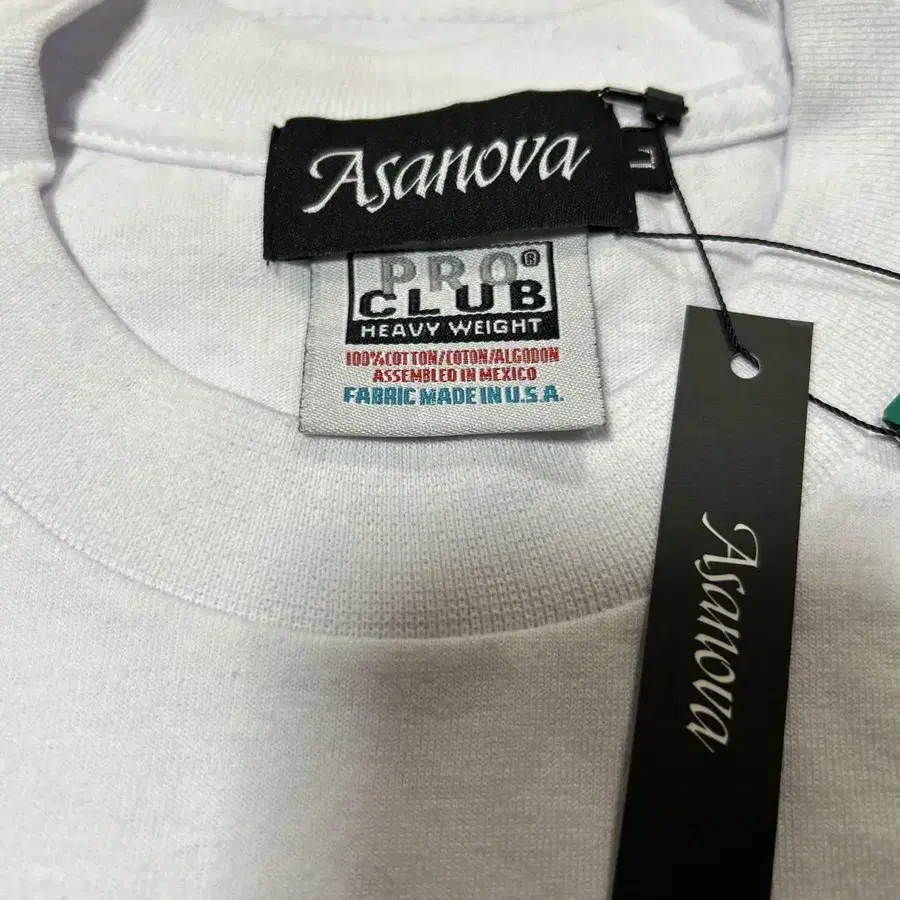 Asanova
L
PRO®
CLUB
HEAVY WEIGHT
100%COTTON/COTON/ALGODON
ASSEMBLED IN MEXICO
FABRIC MADE IN U.S.A.
Asanova